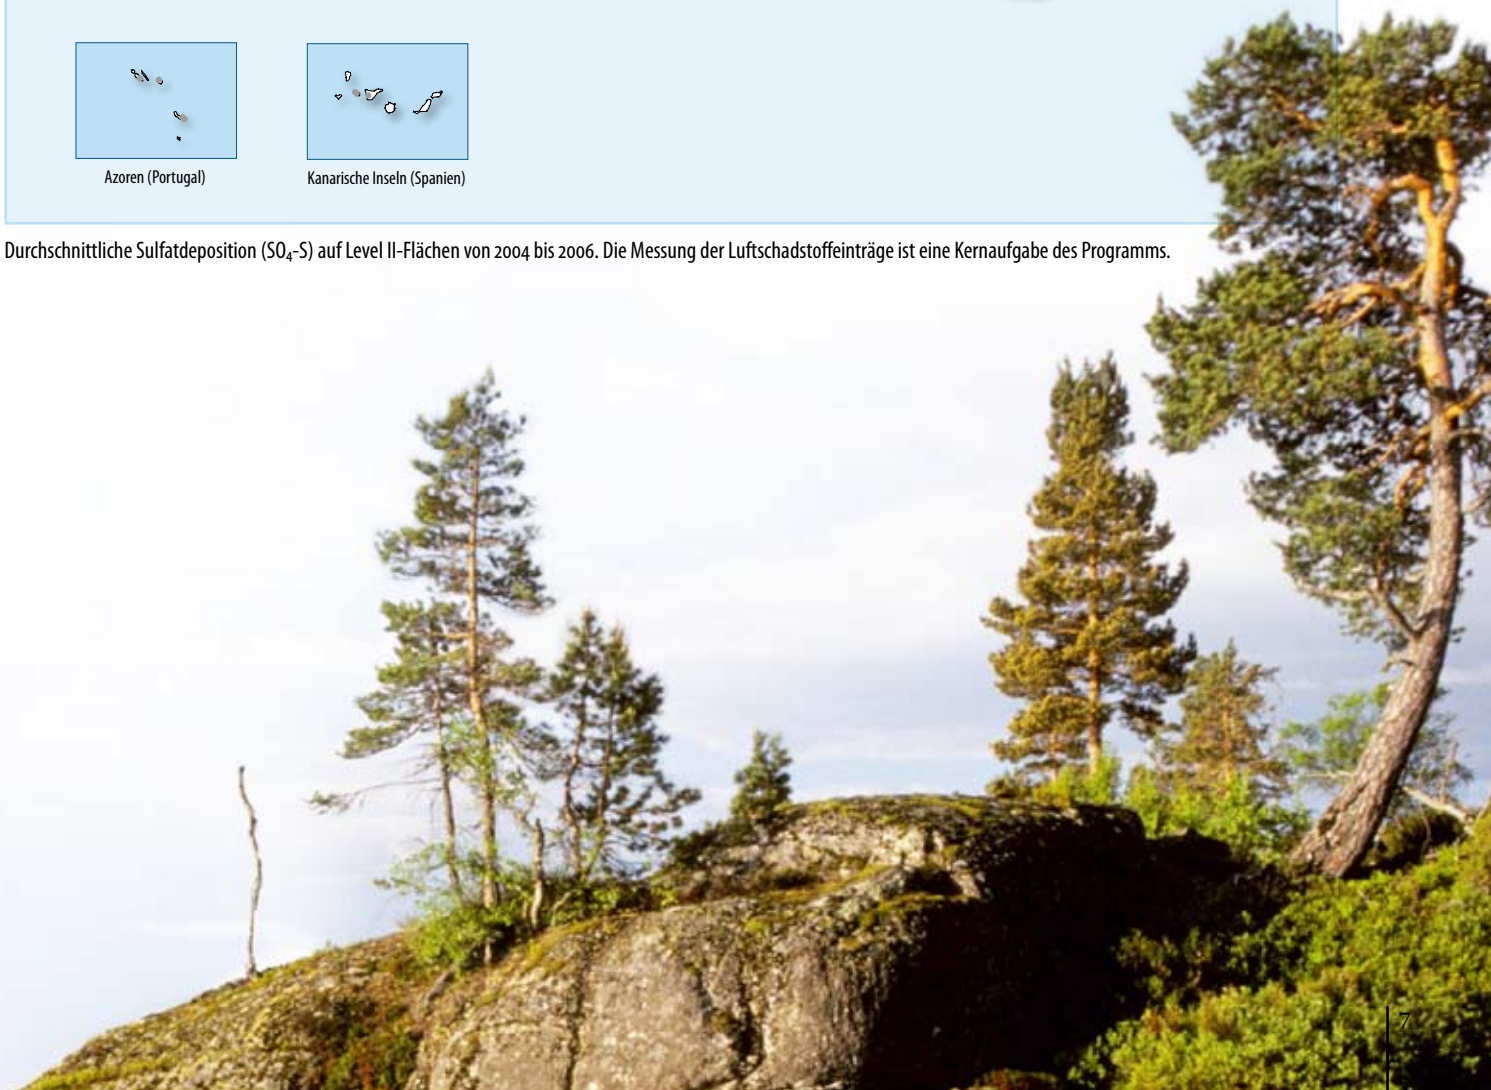 Azoren (Portugal)
Kanarische Inseln (Spanien)
Durchschnittliche Sulfatdeposition (SO₄-S) auf Level II-Flächen von 2004 bis 2006. Die Messung der Luftschadstoffeinträge ist eine Kernaufgabe des Programms.
7